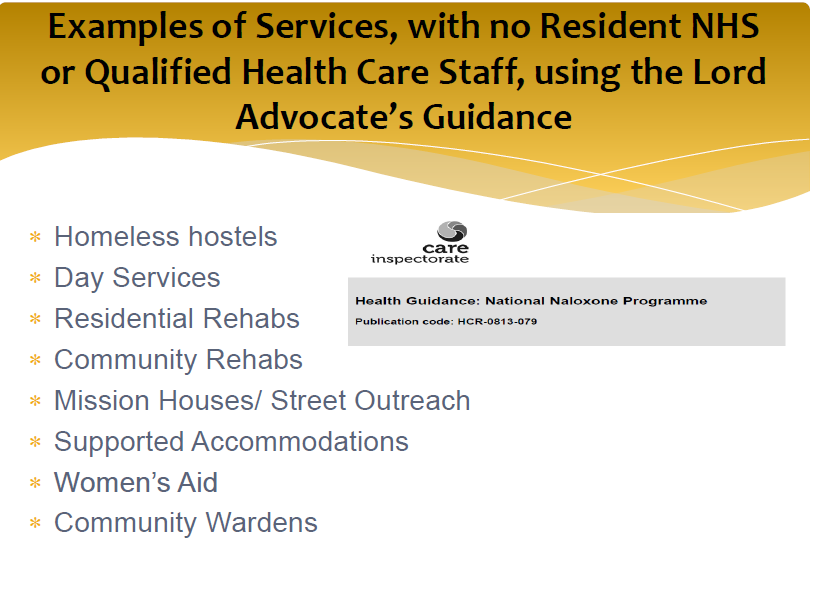 Examples of Services, with no Resident NHS
or Qualified Health Care Staff, using the Lord
Advocate’s Guidance
* Homeless hostels
* Day Services
* Residential Rehabs
* Community Rehabs
* Mission Houses/ Street Outreach
* Supported Accommodations
* Women’s Aid
* Community Wardens
care
inspectorate
Health Guidance: National Naloxone Programme
Publication code: HCR-0813-079